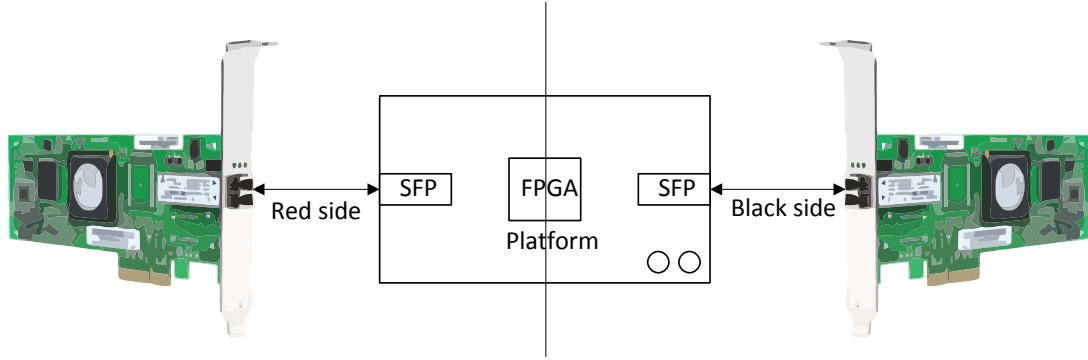 SFP
FPGA
SFP
Red side
Black side
Platform